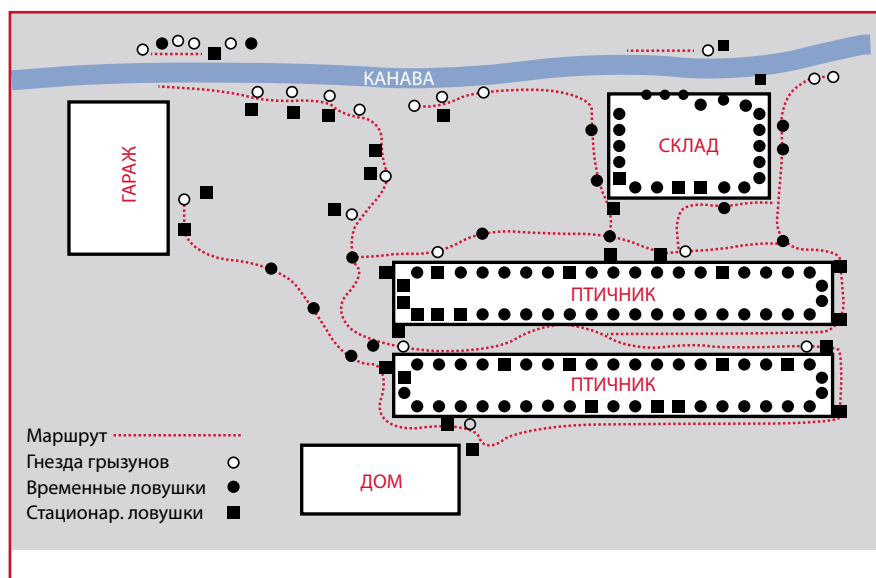 КАНАВА
ГАРАЖ
СКЛАД
ПТИЧНИК
ПТИЧНИК
ДОМ
Маршрут
Гнезда грызунов
Временные ловушки
Стационар. ловушки